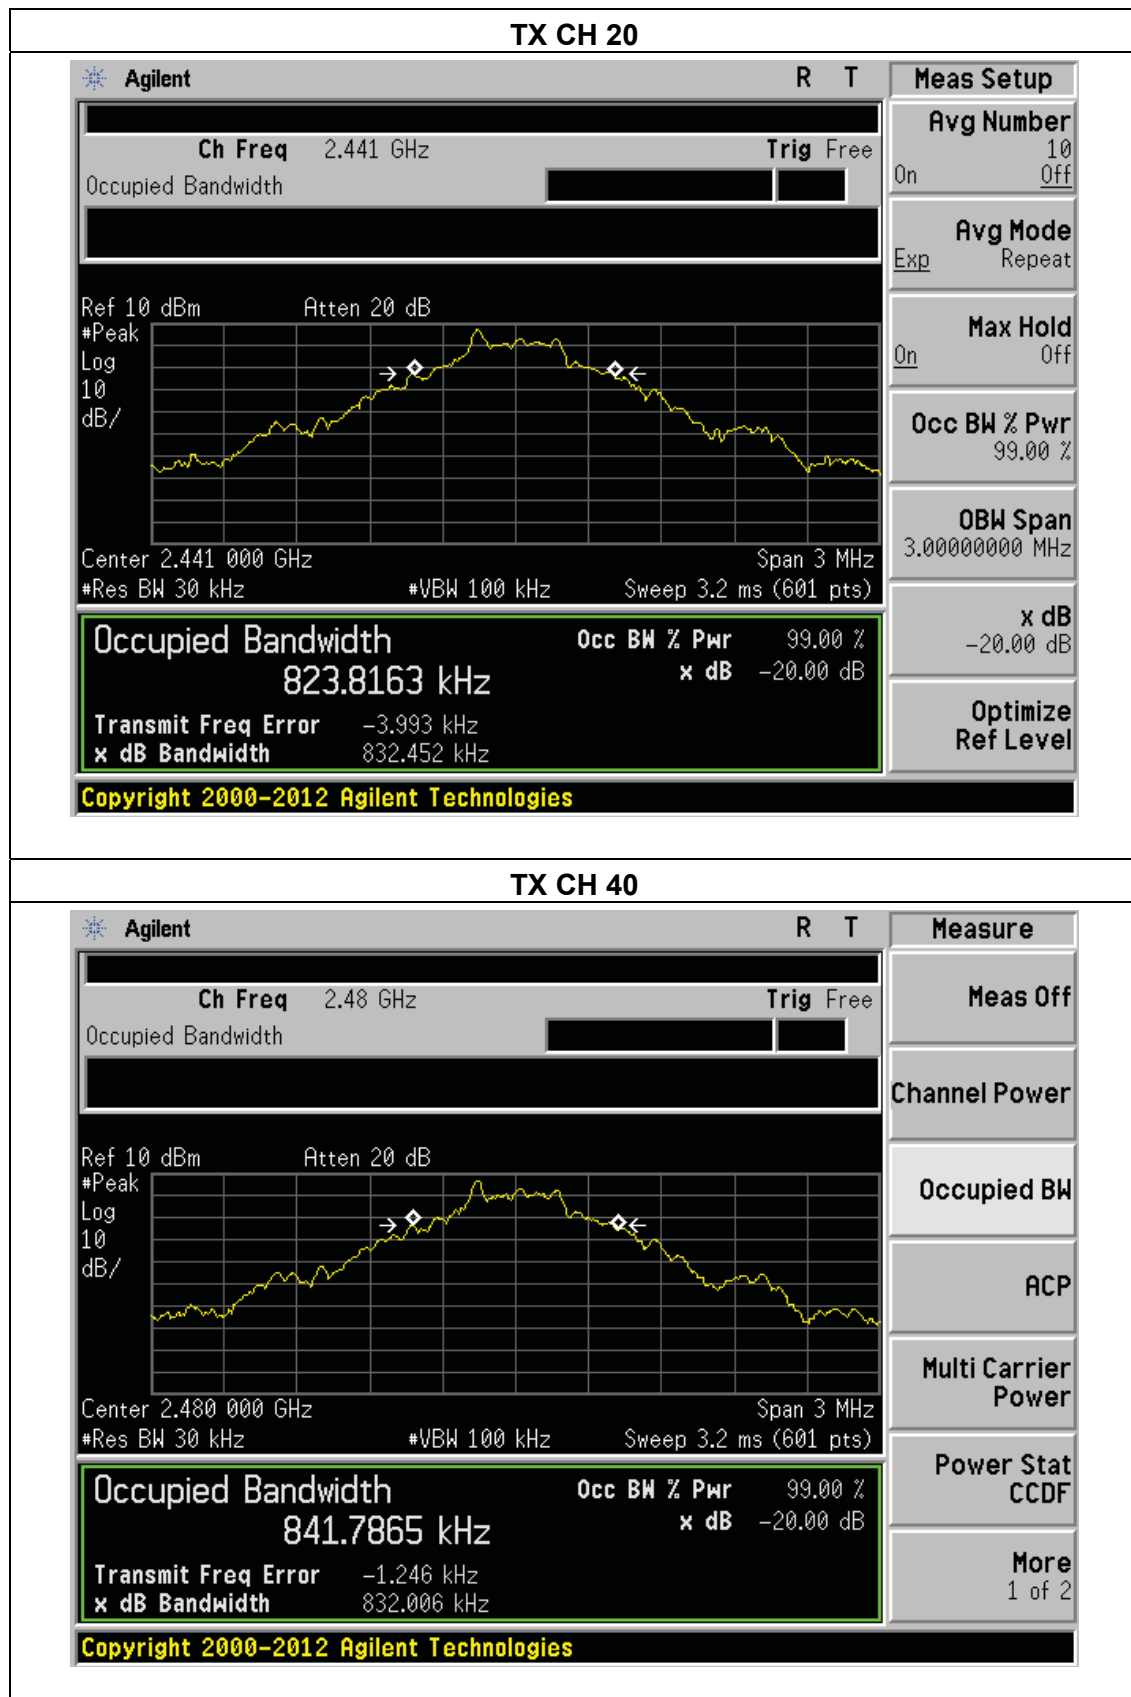 TX CH 20
Agilent R T Meas Setup
Ch Freq 2.441 GHz Trig Free
Occupied Bandwidth
Avg Number
10
On Off
Avg Mode
Exp Repeat
Max Hold
On Off
Occ BW % Pwr
99.00 %
OBW Span
3.00000000 MHz
x dB
-20.00 dB
Optimize
Ref Level
Ref 10 dBm Atten 20 dB
#Peak
Log
10
dB/
Center 2.441 000 GHz Span 3 MHz
#Res BW 30 kHz #VBW 100 kHz Sweep 3.2 ms (601 pts)
Occupied Bandwidth Occ BW % Pwr 99.00 %
823.8163 kHz x dB -20.00 dB
Transmit Freq Error -3.993 kHz
x dB Bandwidth 832.452 kHz
Copyright 2000-2012 Agilent Technologies
TX CH 40
Agilent R T Measure
Ch Freq 2.48 GHz Trig Free
Occupied Bandwidth
Meas Off
Channel Power
Occupied BW
ACP
Multi Carrier
Power
Power Stat
CCDF
More
1 of 2
Ref 10 dBm Atten 20 dB
#Peak
Log
10
dB/
Center 2.480 000 GHz Span 3 MHz
#Res BW 30 kHz #VBW 100 kHz Sweep 3.2 ms (601 pts)
Occupied Bandwidth Occ BW % Pwr 99.00 %
841.7865 kHz x dB -20.00 dB
Transmit Freq Error -1.246 kHz
x dB Bandwidth 832.006 kHz
Copyright 2000-2012 Agilent Technologies